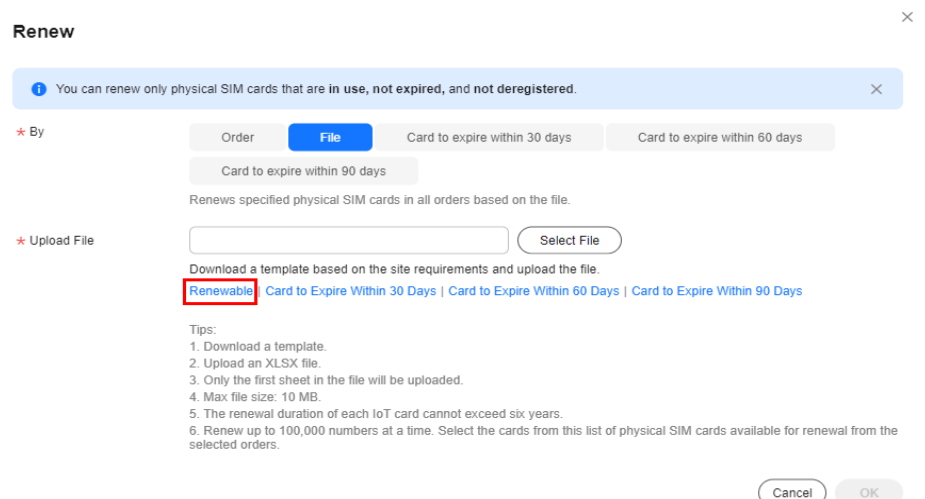 Renew
You can renew only physical SIM cards that are in use, not expired, and not deregistered.
* By
Order
File
Card to expire within 30 days
Card to expire within 60 days
Card to expire within 90 days
Renews specified physical SIM cards in all orders based on the file.
* Upload File
Select File
Download a template based on the site requirements and upload the file.
Renewable | Card to Expire Within 30 Days | Card to Expire Within 60 Days | Card to Expire Within 90 Days
Tips:
1. Download a template.
2. Upload an XLSX file.
3. Only the first sheet in the file will be uploaded.
4. Max file size: 10 MB.
5. The renewal duration of each IoT card cannot exceed six years.
6. Renew up to 100,000 numbers at a time. Select the cards from this list of physical SIM cards available for renewal from the
selected orders.
Cancel
OK